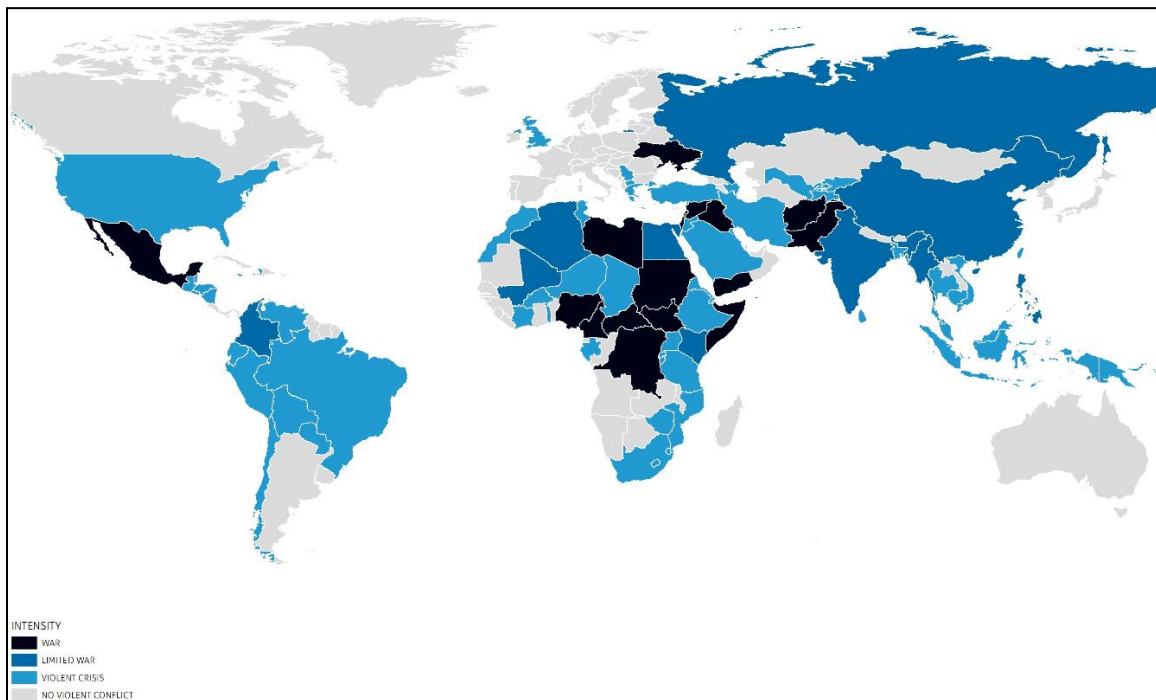 INTENSITY
WAR
LIMITED WAR
VIOLENT CRISIS
NO VIOLENT CONFLICT